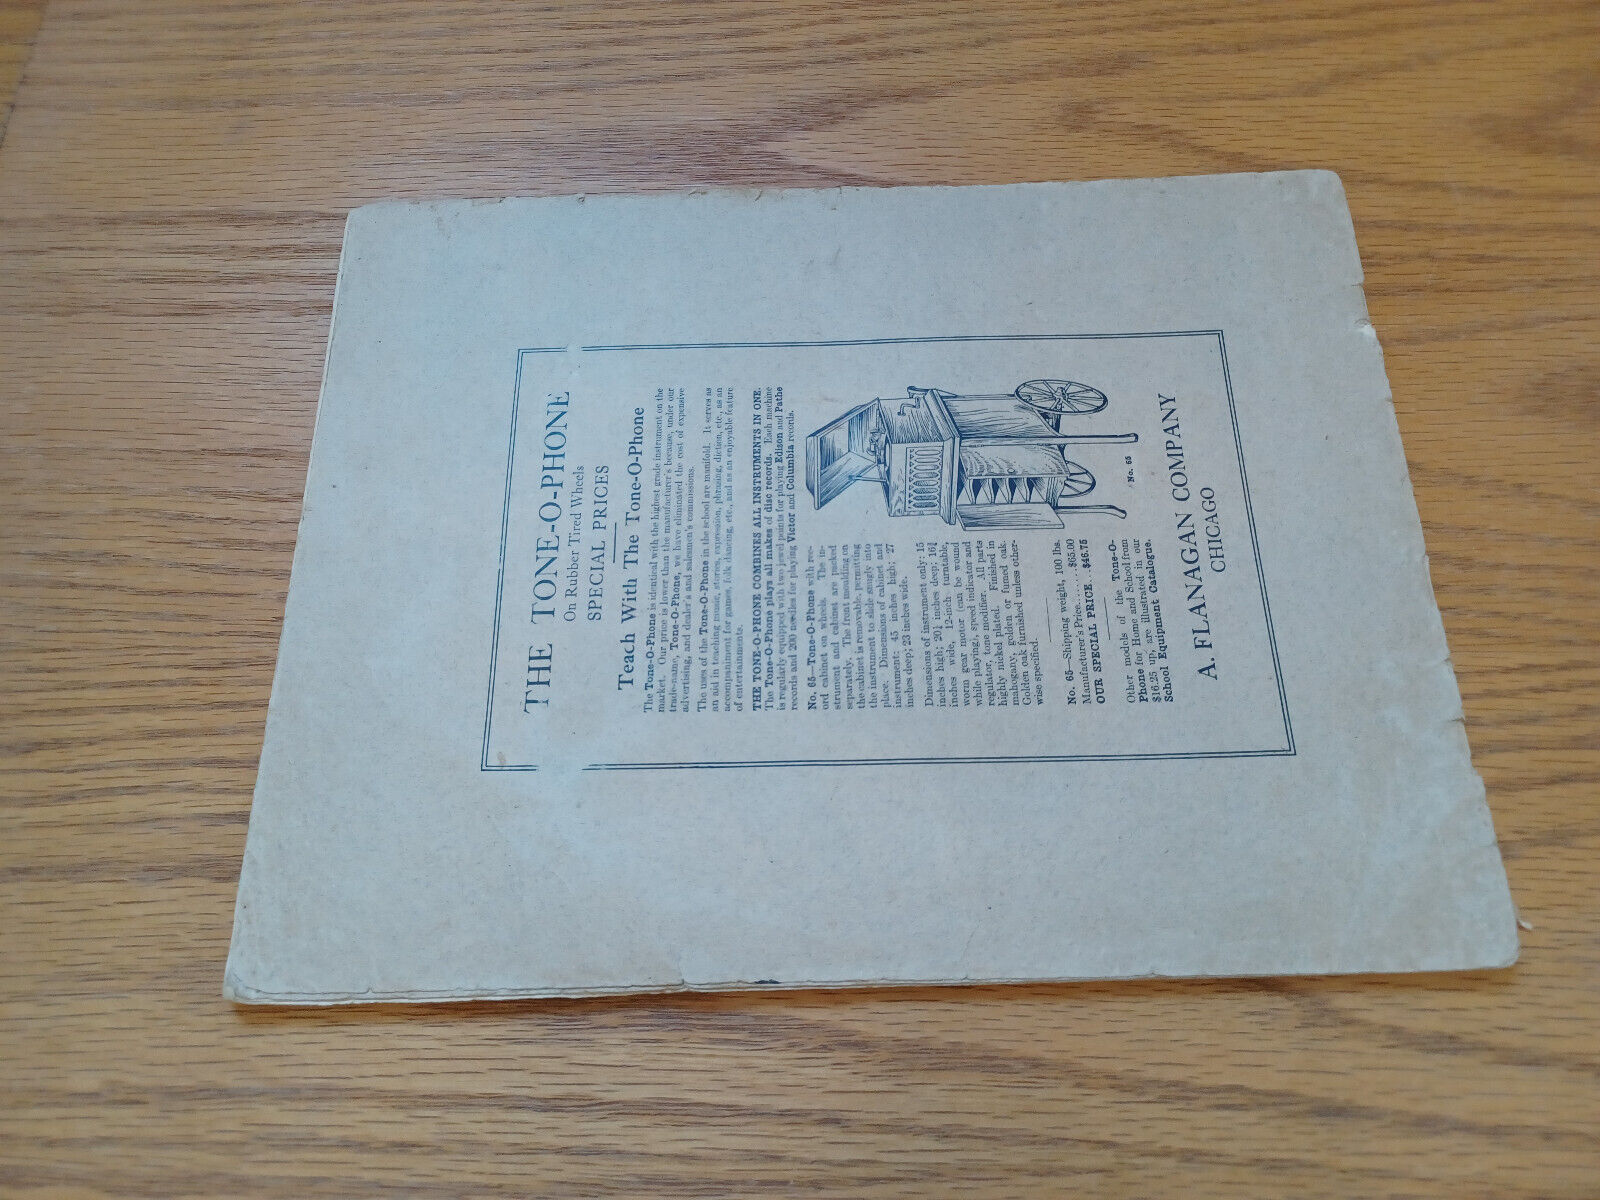 THE TONE-O-PHONE
On Rubber Tired Wheels
SPECIAL PRICES
Teach With The Tone-O-Phone
The Tone-O-Phone is identical with the highest grade instrument on the
market. Our price is lower than the manufacturer's because, under our
trade-name, Tone-O-Phone, we have eliminated the cost of expensive
advertising, and dealer's and salesmen's commissions.
The uses of the Tone-O-Phone in the school are manifold. It serves as
an aid in teaching music, stories, expression, phrasing, diction, etc., as an
accompaniment for games, folk dancing, etc., and as an enjoyable feature
of entertainments.
THE TONE-O-PHONE COMBINES ALL INSTRUMENTS IN ONE.
The Tone-O-Phone plays all makes of disc records. Each machine
is regularly equipped with two jewel points for playing Edison and Pathe
records and 200 needles for playing Victor and Columbia records.
No. 65—Tone-O-Phone with rec-
ord cabinet on wheels. The in-
strument and cabinet are packed
separately. The front moulding on
the cabinet is removable, permitting
the instrument to slide snugly into
place. Dimensions of cabinet and
instrument: 45 inches high; 27
inches deep; 23 inches wide.
Dimensions of instrument only: 15
inches high; 20¼ inches deep; 16¾
inches wide, 12-inch turntable,
worm gear motor (can be wound
while playing), speed indicator and
regulator, tone modifier. All parts
highly nickel plated. Finished in
mahogany, golden or fumed oak.
Golden oak furnished unless other-
wise specified.
No. 65—Shipping weight, 100 lbs.
Manufacturer's Price.......$65.00
OUR SPECIAL PRICE...$46.75
Other models of the Tone-O-
Phone for Home and School from
$16.25 up, are illustrated in our
School Equipment Catalogue.
No. 65
A. FLANAGAN COMPANY
CHICAGO